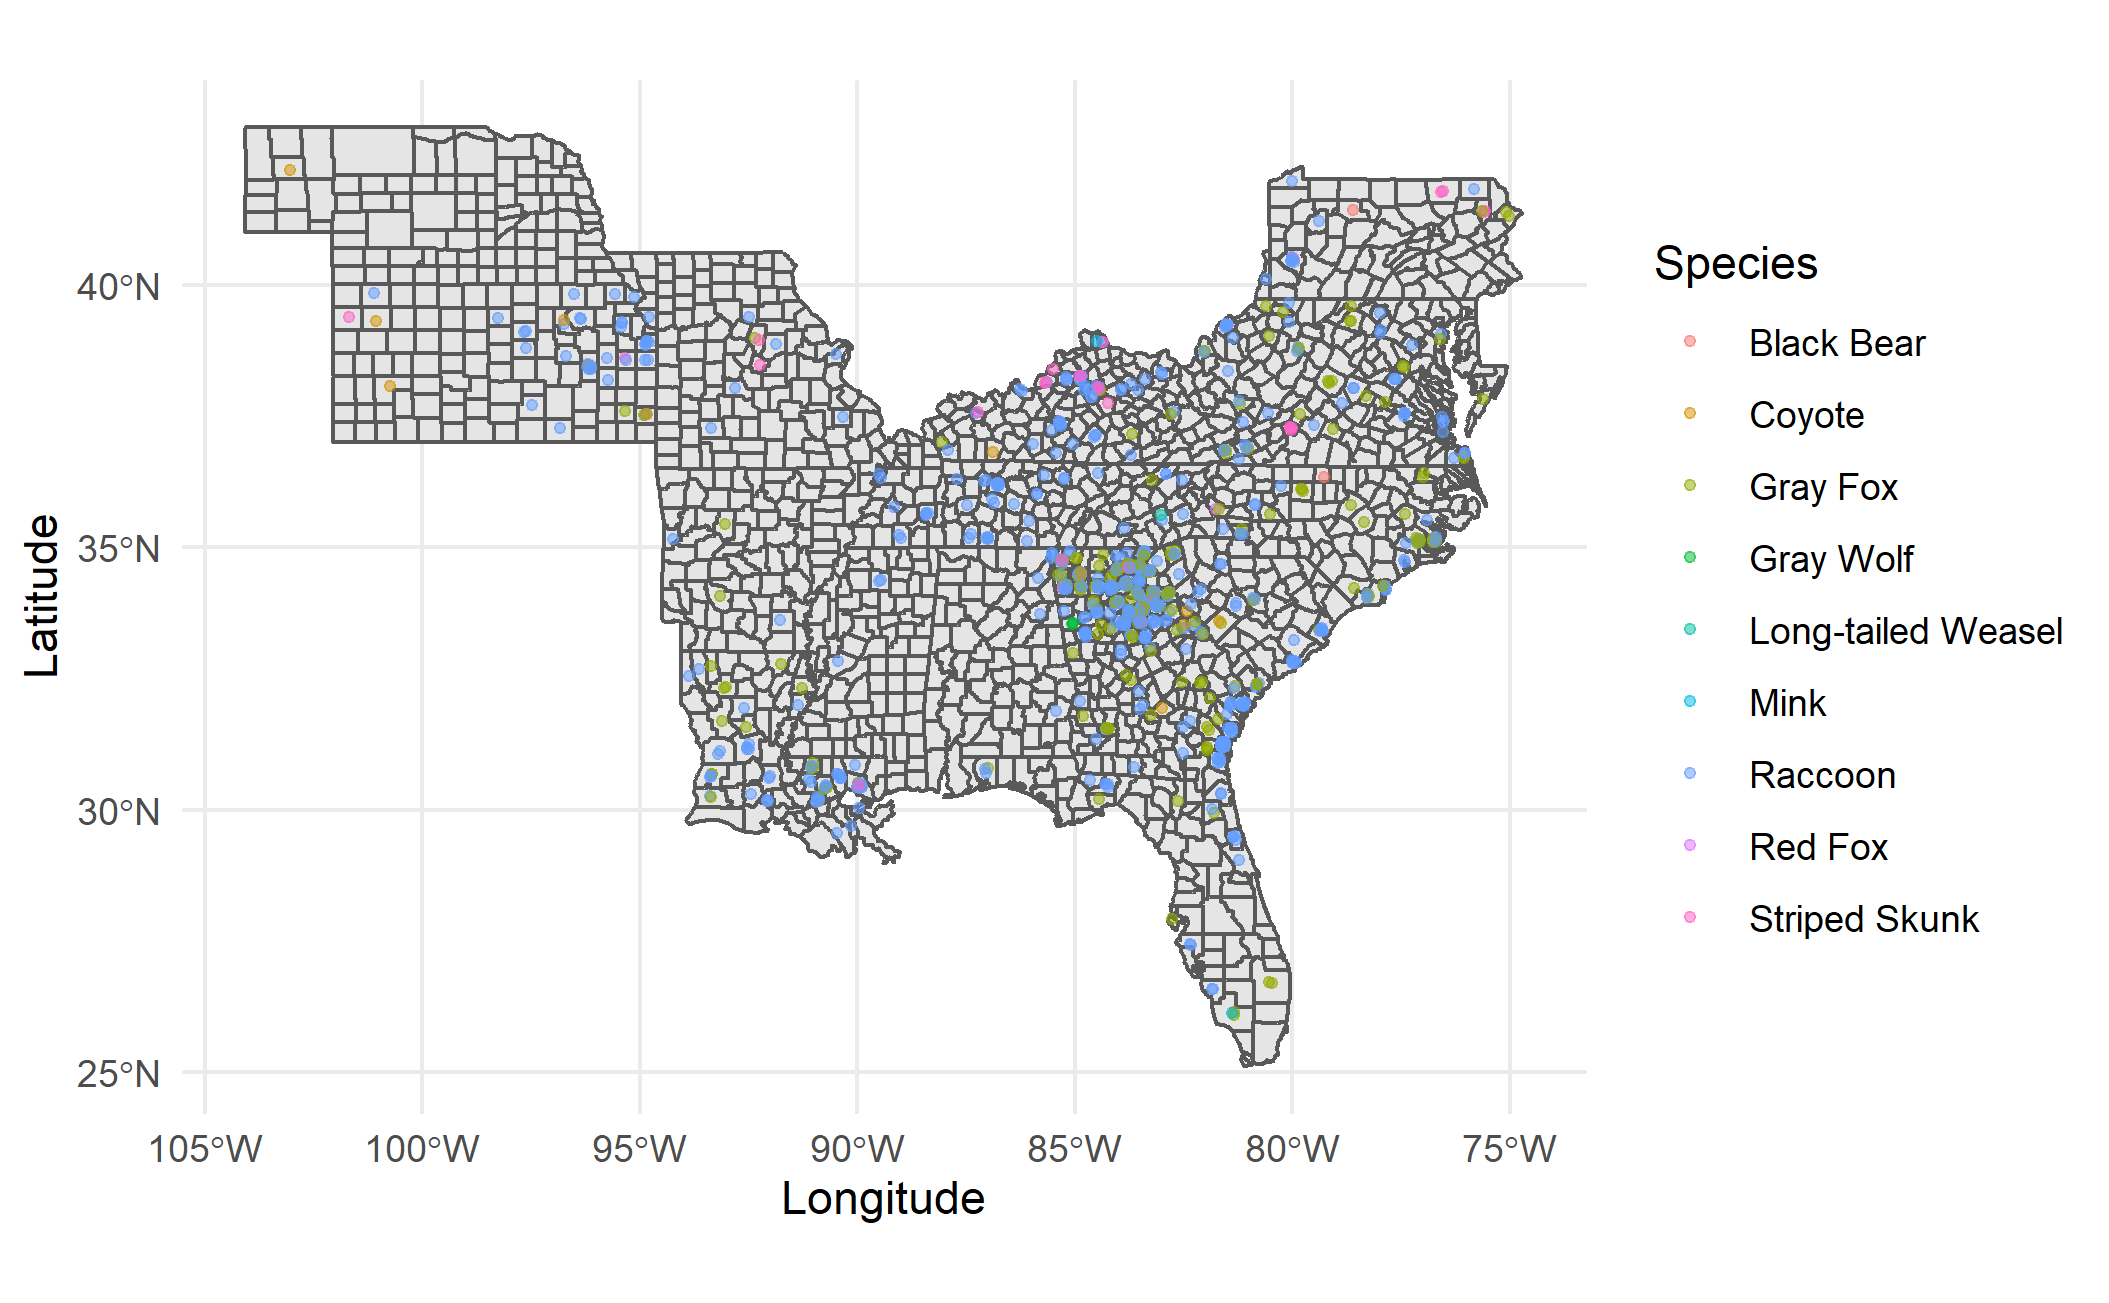 40°N
35°N
30°N
25°N
Latitude
105°W 100°W 95°W 90°W 85°W 80°W 75°W
Longitude
Species
Black Bear
Coyote
Gray Fox
Gray Wolf
Long-tailed Weasel
Mink
Raccoon
Red Fox
Striped Skunk